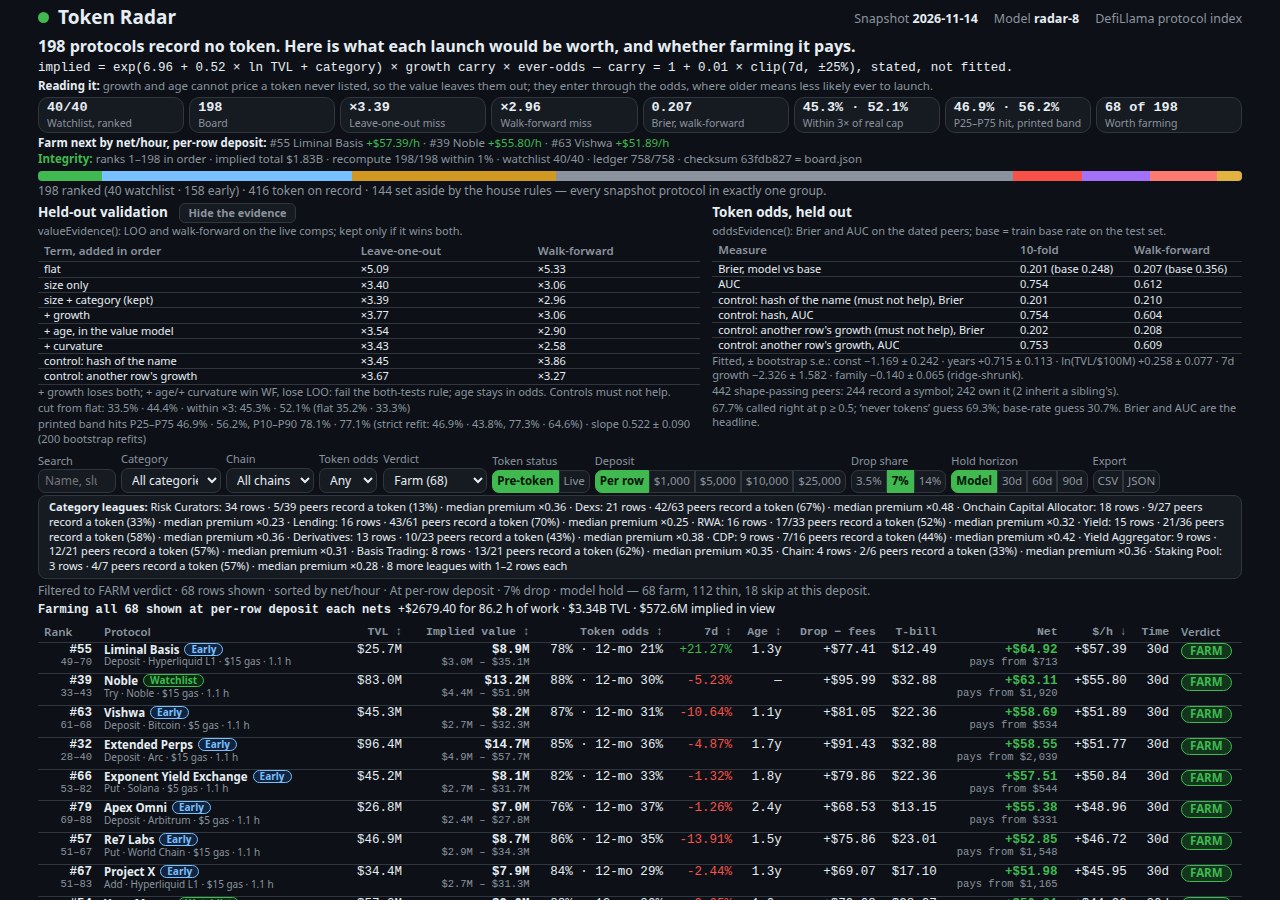 Token Radar
Snapshot 2026-11-14 Model radar-8 DefiLlama protocol index
198 protocols record no token. Here is what each launch would be worth, and whether farming it pays.
implied = exp(6.96 + 0.52 × ln TVL + category) × growth carry × ever-odds — carry = 1 + 0.01 × clip(7d, ±25%), stated, not fitted.
Reading it: growth and age cannot price a token never listed, so the value leaves them out; they enter through the odds, where older means less likely ever to launch.
40/40 198 ×3.39 ×2.96 0.207 45.3% · 52.1% 46.9% · 56.2% 68 of 198
Watchlist, ranked Board Leave-one-out miss Walk-forward miss Brier, walk-forward Within 3× of real cap P25–P75 hit, printed band Worth farming
Farm next by net/hour, per-row deposit: #55 Liminal Basis +$57.39/h · #39 Noble +$55.80/h · #63 Vishwa +$51.89/h
Integrity: ranks 1–198 in order · implied total $1.83B · recompute 198/198 within 1% · watchlist 40/40 · ledger 758/758 · checksum 63fdb827 = board.json
198 ranked (40 watchlist · 158 early) · 416 token on record · 144 set aside by the house rules — every snapshot protocol in exactly one group.
Held-out validation Hide the evidence
valueEvidence(): LOO and walk-forward on the live comps; kept only if it wins both.
Term, added in order Leave-one-out Walk-forward
flat ×5.09 ×5.33
size only ×3.40 ×3.06
size + category (kept) ×3.39 ×2.96
+ growth ×3.77 ×3.06
+ age, in the value model ×3.54 ×2.90
+ curvature ×3.43 ×2.58
control: hash of the name ×3.45 ×3.86
control: another row's growth ×3.67 ×3.27
+ growth loses both; + age/+ curvature win WF, lose LOO: fail the both-tests rule; age stays in odds. Controls must not help.
cut from flat: 33.5% · 44.4% · within ×3: 45.3% · 52.1% (flat 35.2% · 33.3%)
printed band hits P25–P75 46.9% · 56.2%, P10–P90 78.1% · 77.1% (strict refit: 46.9% · 43.8%, 77.3% · 64.6%) · slope 0.522 ± 0.090
(200 bootstrap refits)
Token odds, held out
oddsEvidence(): Brier and AUC on the dated peers; base = train base rate on the test set.
Measure 10-fold Walk-forward
Brier, model vs base 0.201 (base 0.248) 0.207 (base 0.356)
AUC 0.754 0.612
control: hash of the name (must not help), Brier 0.201 0.210
control: hash, AUC 0.754 0.604
control: another row's growth (must not help), Brier 0.202 0.208
control: another row's growth, AUC 0.753 0.609
Fitted, ± bootstrap s.e.: const −1.169 ± 0.242 · years +0.715 ± 0.113 · ln(TVL/$100M) +0.258 ± 0.077 · 7d
growth −2.326 ± 1.582 · family −0.140 ± 0.065 (ridge-shrunk).
442 shape-passing peers: 244 record a symbol; 242 own it (2 inherit a sibling's).
67.7% called right at p ≥ 0.5; 'never tokens' guess 69.3%; base-rate guess 30.7%. Brier and AUC are the
headline.
Search Category Chain Token odds Verdict Token status Deposit Drop share Hold horizon Export
Name, slu All categorie All chains Any Farm (68) Pre-token Live Per row $1,000 $5,000 $10,000 $25,000 3.5% 7% 14% Model 30d 60d 90d CSV JSON
Category leagues: Risk Curators: 34 rows · 5/39 peers record a token (13%) · median premium ×0.36 · Dexs: 21 rows · 42/63 peers record a token (67%) · median premium ×0.48 · Onchain Capital Allocator: 18 rows · 9/27 peers
record a token (33%) · median premium ×0.23 · Lending: 16 rows · 43/61 peers record a token (70%) · median premium ×0.25 · RWA: 16 rows · 17/33 peers record a token (52%) · median premium ×0.32 · Yield: 15 rows · 21/36 peers
record a token (58%) · median premium ×0.36 · Derivatives: 13 rows · 10/23 peers record a token (43%) · median premium ×0.38 · CDP: 9 rows · 7/16 peers record a token (44%) · median premium ×0.42 · Yield Aggregator: 9 rows ·
12/21 peers record a token (57%) · median premium ×0.31 · Basis Trading: 8 rows · 13/21 peers record a token (62%) · median premium ×0.35 · Chain: 4 rows · 2/6 peers record a token (33%) · median premium ×0.36 · Staking Pool:
3 rows · 4/7 peers record a token (57%) · median premium ×0.28 · 8 more leagues with 1–2 rows each
Filtered to FARM verdict · 68 rows shown · sorted by net/hour · At per-row deposit · 7% drop · model hold — 68 farm, 112 thin, 18 skip at this deposit.
Farming all 68 shown at per-row deposit each nets +$2679.40 for 86.2 h of work · $3.34B TVL · $572.6M implied in view
Rank Protocol TVL ↕ Implied value ↕ Token odds ↕ 7d ↕ Age ↕ Drop − fees T-bill Net $/h ↓ Time Verdict
#55 Liminal Basis Early $25.7M $8.9M 78% · 12-mo 21% +21.27% 1.3y +$77.41 $12.49 +$64.92 +$57.39 30d FARM
49–70 Deposit · Hyperliquid L1 · $15 gas · 1.1 h $3.0M – $35.1M pays from $713
#39 Noble Watchlist $83.0M $13.2M 88% · 12-mo 30% -5.23% — +$95.99 $32.88 +$63.11 +$55.80 30d FARM
33–43 Try · Noble · $15 gas · 1.1 h $4.4M – $51.9M pays from $1,920
#63 Vishwa Early $45.3M $8.2M 87% · 12-mo 31% -10.64% 1.1y +$81.05 $22.36 +$58.69 +$51.89 30d FARM
61–68 Deposit · Bitcoin · $5 gas · 1.1 h $2.7M – $32.3M pays from $534
#32 Extended Perps Early $96.4M $14.7M 85% · 12-mo 36% -4.87% 1.7y +$91.43 $32.88 +$58.55 +$51.77 30d FARM
28–40 Deposit · Arc · $15 gas · 1.1 h $4.9M – $57.7M pays from $2,039
#66 Exponent Yield Exchange Early $45.2M $8.1M 82% · 12-mo 33% -1.32% 1.8y +$79.86 $22.36 +$57.51 +$50.84 30d FARM
53–82 Put · Solana · $5 gas · 1.1 h $2.7M – $31.7M pays from $544
#79 Apex Omni Early $26.8M $7.0M 76% · 12-mo 37% -1.26% 2.4y +$68.53 $13.15 +$55.38 +$48.96 30d FARM
69–88 Deposit · Arbitrum · $5 gas · 1.1 h $2.4M – $27.8M pays from $331
#57 Re7 Labs Early $46.9M $8.7M 86% · 12-mo 35% -13.91% 1.5y +$75.86 $23.01 +$52.85 +$46.72 30d FARM
51–67 Put · World Chain · $15 gas · 1.1 h $2.9M – $34.3M pays from $1,548
#67 Project X Early $34.4M $7.9M 84% · 12-mo 29% -2.44% 1.3y +$69.07 $17.10 +$51.98 +$45.95 30d FARM
51–83 Add · Hyperliquid L1 · $15 gas · 1.1 h $2.7M – $31.3M pays from $1,165